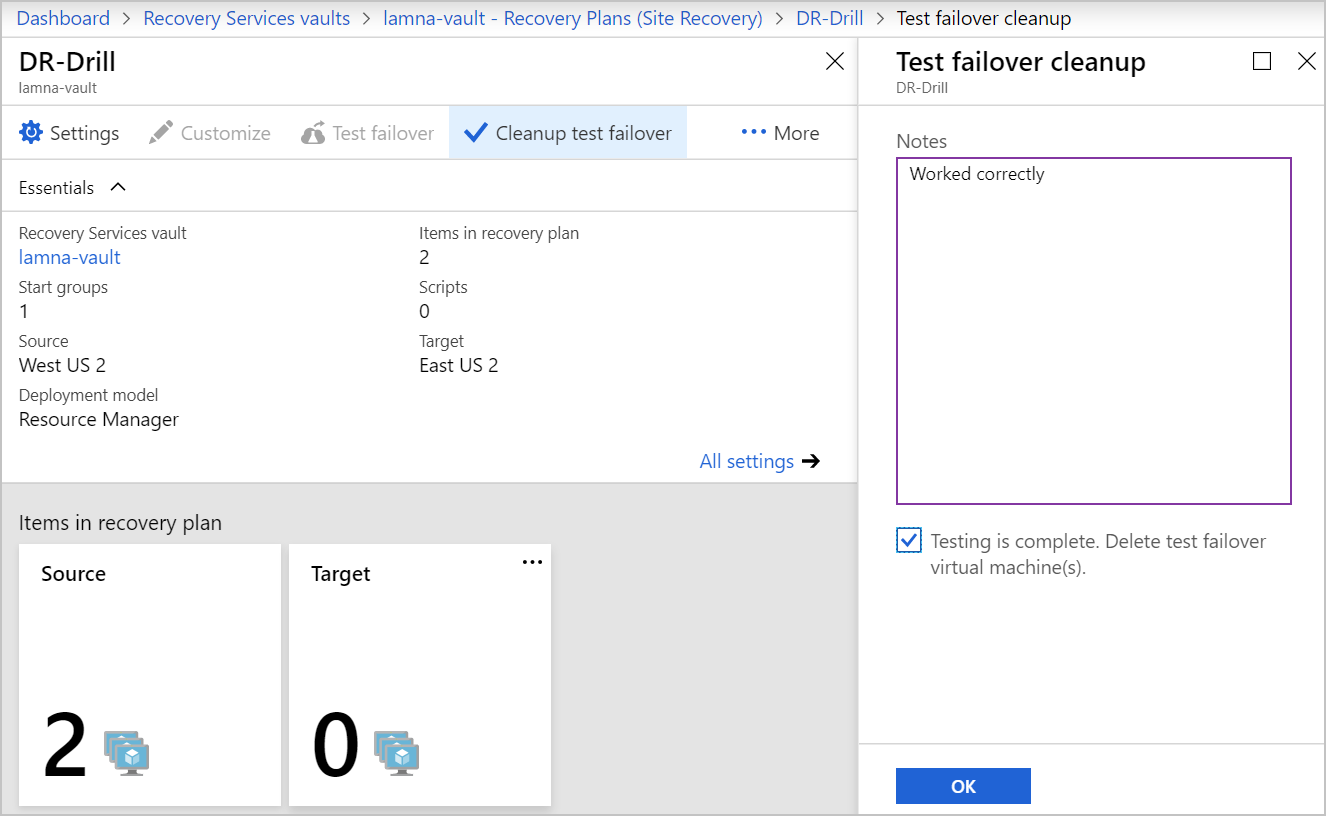 Dashboard > Recovery Services vaults > lamna-vault - Recovery Plans (Site Recovery) > DR-Drill > Test failover cleanup
DR-Drill
lamna-vault
Settings
Customize
Test failover
Cleanup test failover
More
Essentials
Recovery Services vault
lamna-vault
Items in recovery plan
2
Start groups
1
Scripts
0
Source
West US 2
Target
East US 2
Deployment model
Resource Manager
All settings
Items in recovery plan
Source
2
Target
0
Test failover cleanup
DR-Drill
Notes
Worked correctly
Testing is complete. Delete test failover
virtual machine(s).
OK